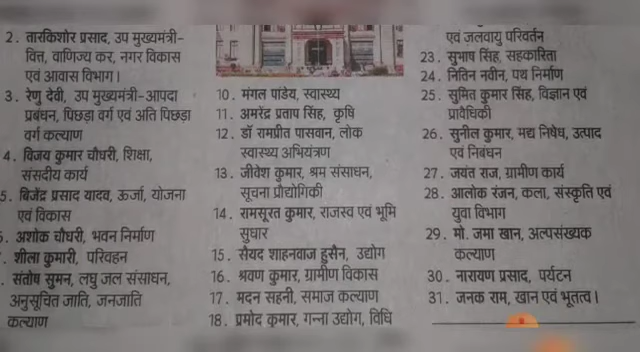 2. तारकिशोर प्रसाद, उप मुख्यमंत्री-
वित्त, वाणिज्य कर, नगर विकास
एवं आवास विभाग।
3. रेणु देवी, उप मुख्यमंत्री-आपदा
प्रबंधन, पिछड़ा वर्ग एवं अति पिछड़ा
वर्ग कल्याण
4. विजय कुमार चौधरी, शिक्षा,
संसदीय कार्य
5. बिजेंद्र प्रसाद यादव, ऊर्जा, योजना
एवं विकास
. अशोक चौधरी, भवन निर्माण
. शीला कुमारी, परिवहन
. संतोष सुमन, लघु जल संसाधन,
अनुसूचित जाति, जनजाति
कल्याण
10. मंगल पांडेय, स्वास्थ्य
11. अमरेंद्र प्रताप सिंह, कृषि
12. डॉ रामप्रीत पासवान, लोक
स्वास्थ्य अभियंत्रण
13. जीवेश कुमार, श्रम संसाधन,
सूचना प्रौद्योगिकी
14. रामसूरत कुमार, राजस्व एवं भूमि
सुधार
15. सैयद शाहनवाज हुसैन, उद्योग
16. श्रवण कुमार, ग्रामीण विकास
17. मदन सहनी, समाज कल्याण
18. प्रमोद कुमार, गन्ना उद्योग, विधि
एवं जलवायु परिवर्तन
23. सुभाष सिंह, सहकारिता
24. नितिन नवीन, पथ निर्माण
25. सुमित कुमार सिंह, विज्ञान एवं
प्रावैधिकी
26. सुनील कुमार, मद्य निषेध, उत्पाद
एवं निबंधन
27. जयंत राज, ग्रामीण कार्य
28. आलोक रंजन, कला, संस्कृति एवं
युवा विभाग
29. मो. जमा खान, अल्पसंख्यक
कल्याण
30. नारायण प्रसाद, पर्यटन
31. जनक राम, खान एवं भूतत्व।